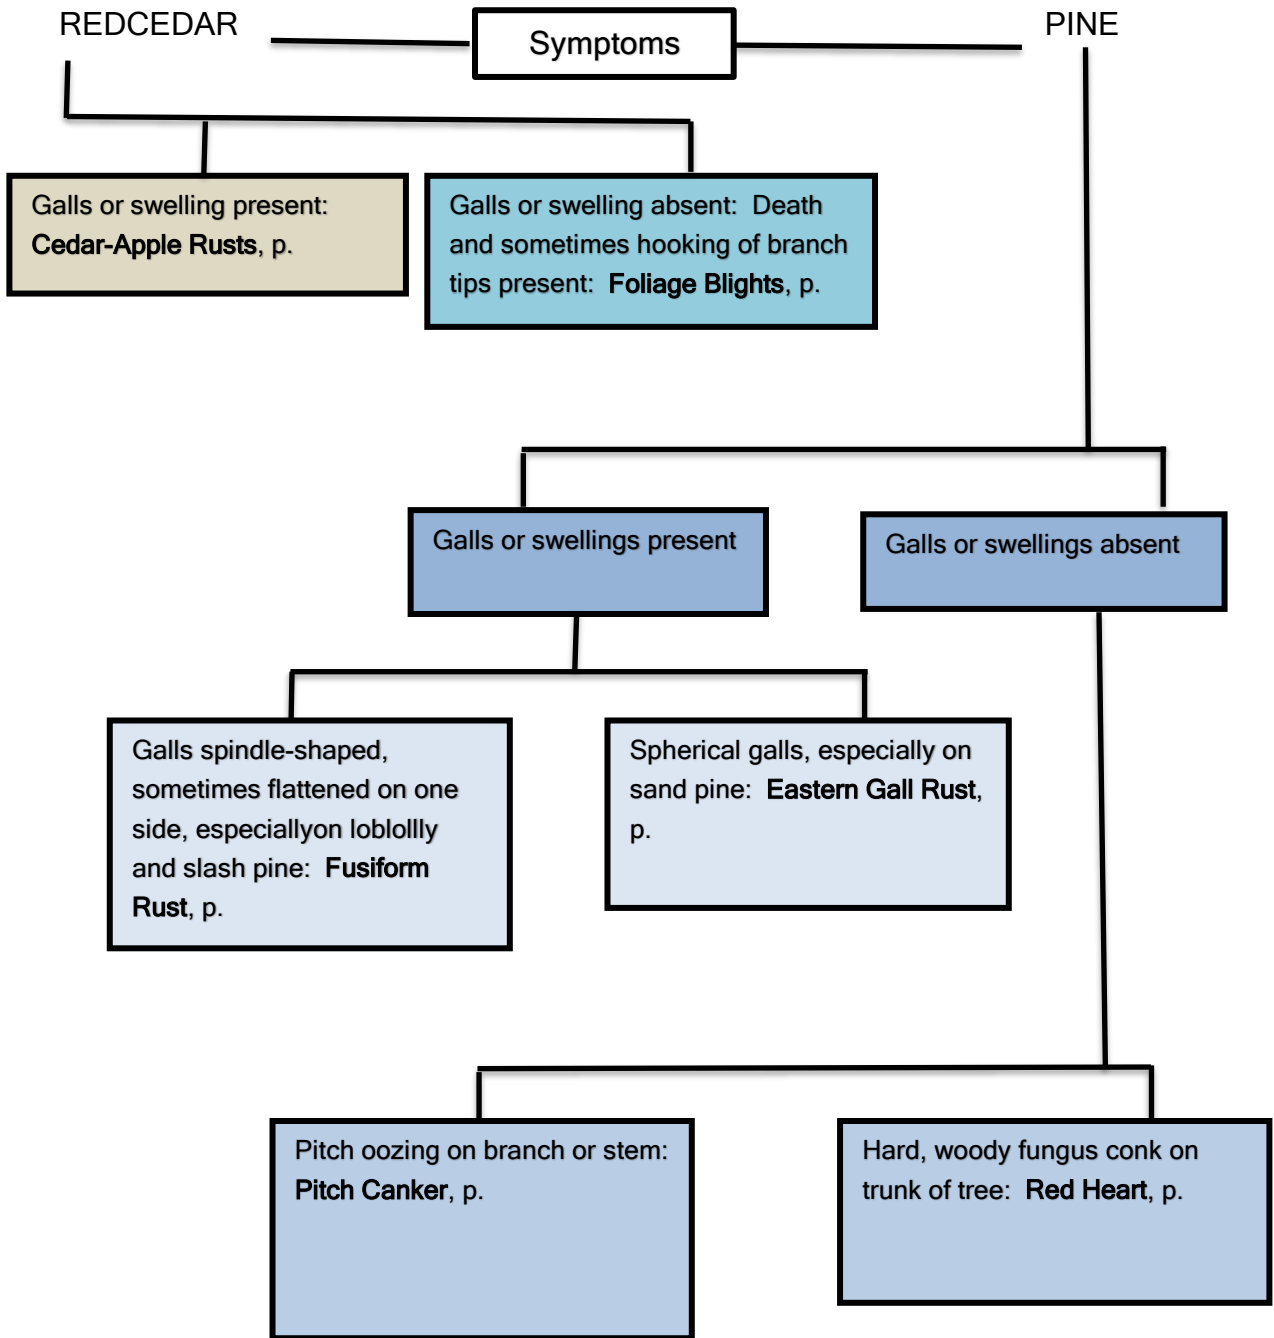 REDCEDAR
Symptoms
PINE
Galls or swelling present:
Cedar-Apple Rusts, p.
Galls or swelling absent:  Death
and sometimes hooking of branch
tips present:  Foliage Blights, p.
Galls or swellings present
Galls or swellings absent
Galls spindle-shaped,
sometimes flattened on one
side, especiallyon loblollly
and slash pine:  Fusiform
Rust, p.
Spherical galls, especially on
sand pine:  Eastern Gall Rust,
p.
Pitch oozing on branch or stem:
Pitch Canker, p.
Hard, woody fungus conk on
trunk of tree:  Red Heart, p.